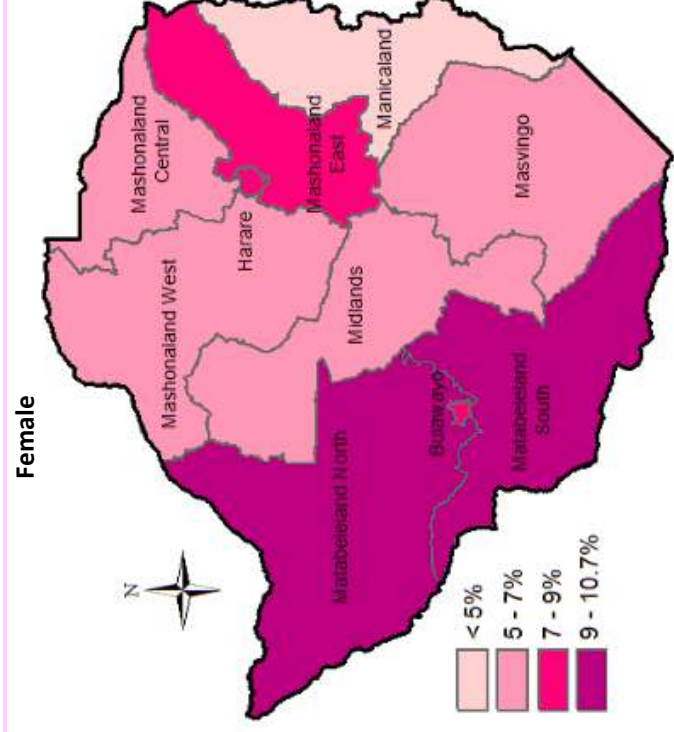 Female
N
Mashonaland
Central
Mashonaland West
Harare
Mashonaland
East
Manicaland
Midlands
Masvingo
Matabeleland North
Bulawayo
Matabeleland
South
< 5%
5 - 7%
7 - 9%
9 - 10.7%